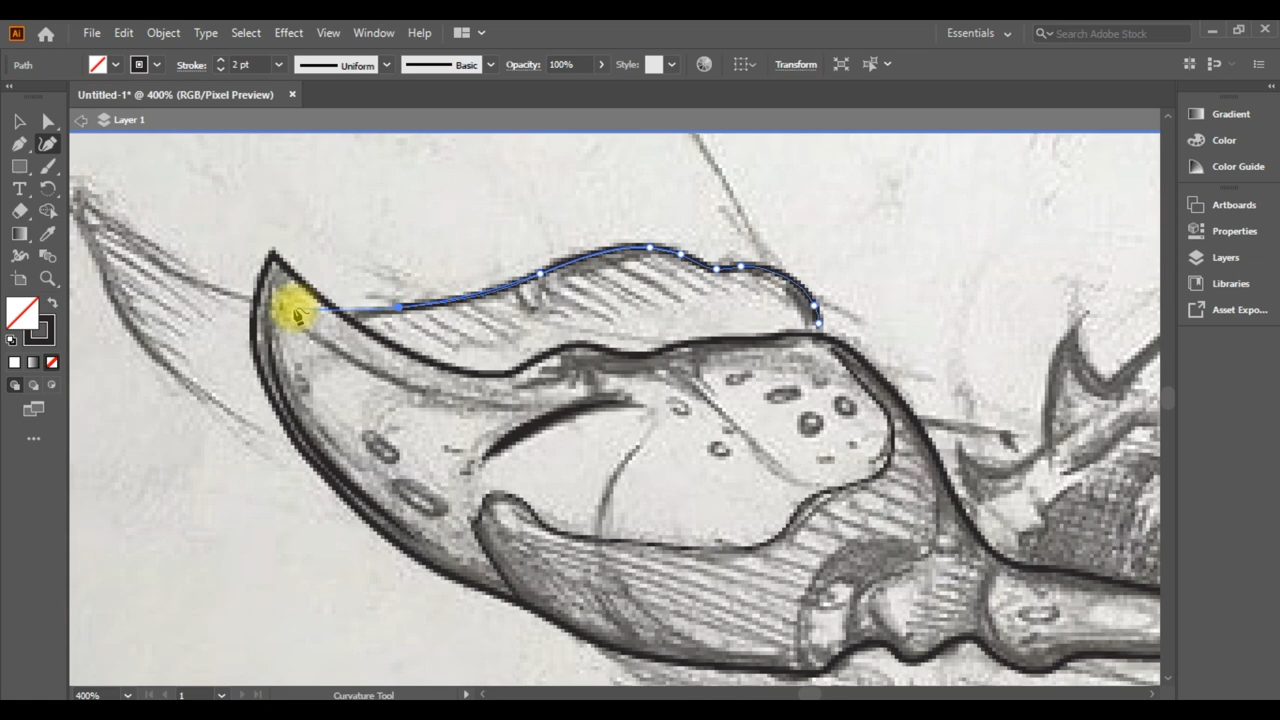 Ai File Edit Object Type Select Effect View Window Help Essentials Search Adobe Stock
Path Stroke: 2 pt Uniform Basic Opacity: 100% Style: Transform
Untitled-1* @ 400% (RGB/Pixel Preview) ×
Layer 1
Gradient
Color
Color Guide
Artboards
Properties
Layers
Libraries
Asset Expo...
400% 1 Curvature Tool